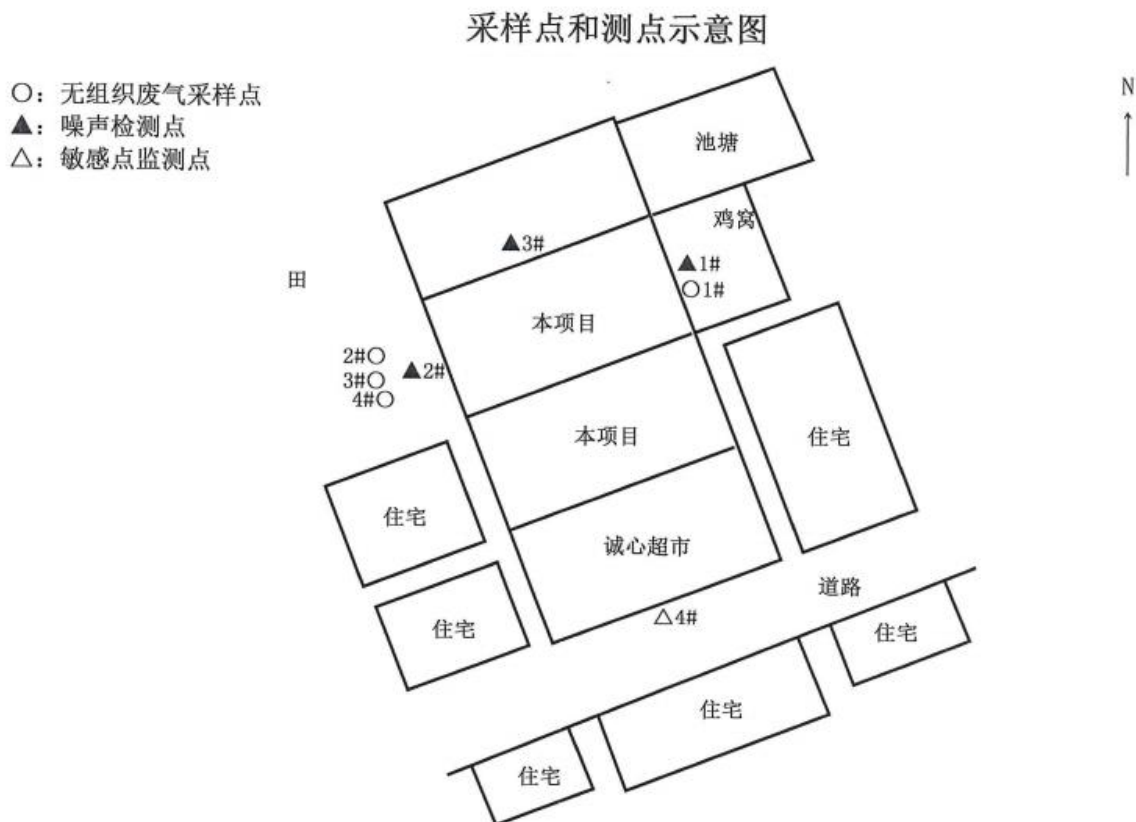 采样点和测点示意图
○：无组织废气采样点
▲：噪声检测点
△：敏感点监测点
N
池塘
鸡窝
▲3#
▲1#
○1#
田
本项目
2#○
3#○
4#○
▲2#
本项目
住宅
住宅
诚心超市
道路
△4#
住宅
住宅
住宅
住宅